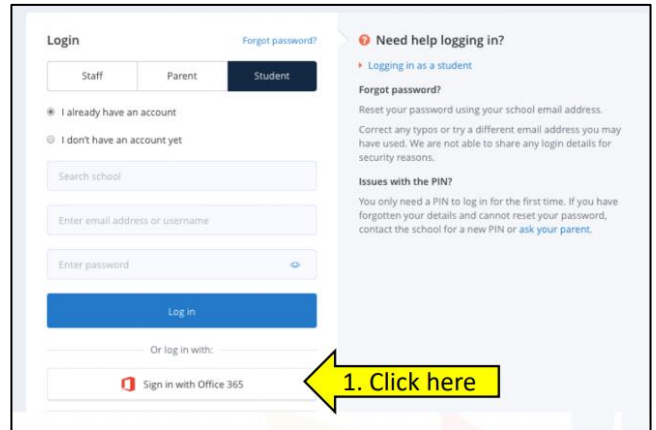 Login
Forgot password?
Staff
Parent
Student
I already have an account
I don't have an account yet
Search school
Enter email address or username
Enter password
Log in
Or log in with:
Sign in with Office 365
Need help logging in?
Logging in as a student
Forgot password?
Reset your password using your school email address.
Correct any typos or try a different email address you may
have used. We are not able to share any login details for
security reasons.
Issues with the PIN?
You only need a PIN to log in for the first time. If you have
forgotten your details and cannot reset your password,
contact the school for a new PIN or ask your parent.
1. Click here